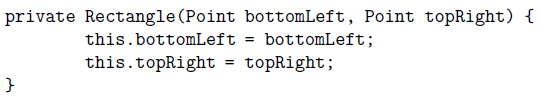 private Rectangle(Point bottomLeft, Point topRight) {
        this.bottomLeft = bottomLeft;
        this.topRight = topRight;
}